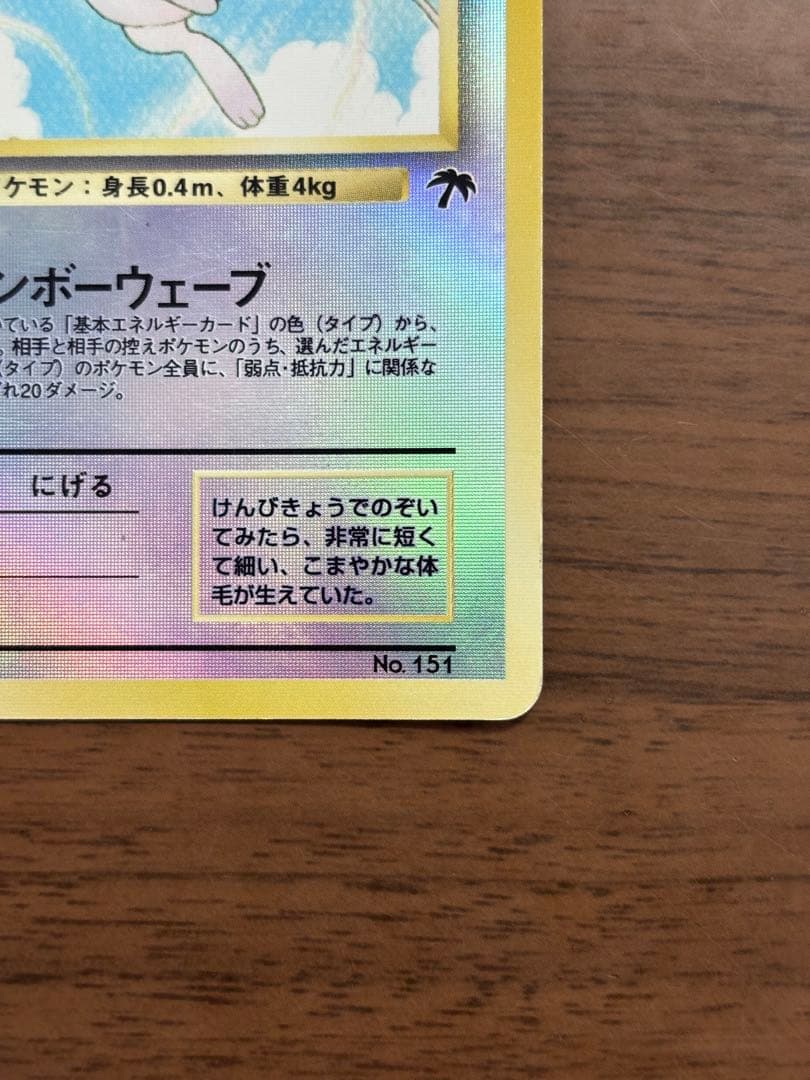 ケモン：身長0.4m、体重4kg
ンボーウェーブ
いている「基本エネルギーカード」の色（タイプ）から、
。相手と相手の控えポケモンのうち、選んだエネルギー
（タイプ）のポケモン全員に、「弱点・抵抗力」に関係な
れ20ダメージ。
にげる
けんびきょうでのぞい
てみたら、非常に短く
て細い、こまやかな体
毛が生えていた。
No. 151